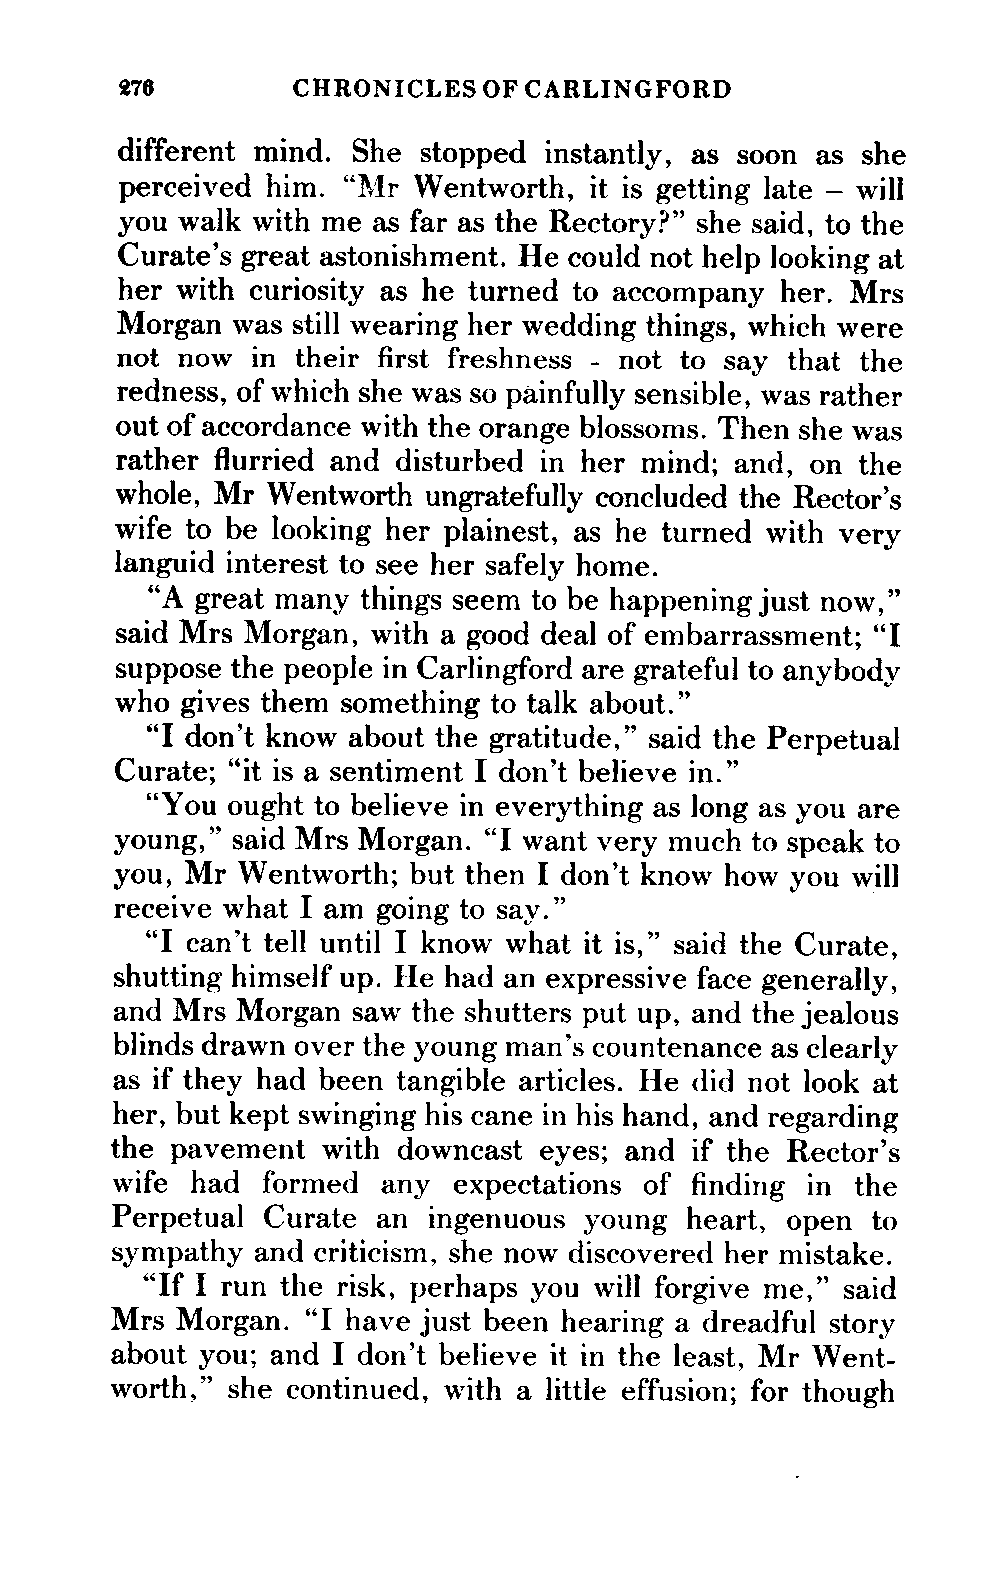 276 CHRONICLES OF CARLINGFORD
different mind. She stopped instantly, as soon as she
perceived him. “Mr Wentworth, it is getting late – will
you walk with me as far as the Rectory?” she said, to the
Curate’s great astonishment. He could not help looking at
her with curiosity as he turned to accompany her. Mrs
Morgan was still wearing her wedding things, which were
not now in their first freshness - not to say that the
redness, of which she was so painfully sensible, was rather
out of accordance with the orange blossoms. Then she was
rather flurried and disturbed in her mind; and, on the
whole, Mr Wentworth ungratefully concluded the Rector’s
wife to be looking her plainest, as he turned with very
languid interest to see her safely home.
“A great many things seem to be happening just now,”
said Mrs Morgan, with a good deal of embarrassment; “I
suppose the people in Carlingford are grateful to anybody
who gives them something to talk about.”
“I don’t know about the gratitude,” said the Perpetual
Curate; “it is a sentiment I don’t believe in.”
“You ought to believe in everything as long as you are
young,” said Mrs Morgan. “I want very much to speak to
you, Mr Wentworth; but then I don’t know how you will
receive what I am going to say.”
“I can’t tell until I know what it is,” said the Curate,
shutting himself up. He had an expressive face generally,
and Mrs Morgan saw the shutters put up, and the jealous
blinds drawn over the young man’s countenance as clearly
as if they had been tangible articles. He did not look at
her, but kept swinging his cane in his hand, and regarding
the pavement with downcast eyes; and if the Rector’s
wife had formed any expectations of finding in the
Perpetual Curate an ingenuous young heart, open to
sympathy and criticism, she now discovered her mistake.
“If I run the risk, perhaps you will forgive me,” said
Mrs Morgan. “I have just been hearing a dreadful story
about you; and I don’t believe it in the least, Mr Went-
worth,” she continued, with a little effusion; for though